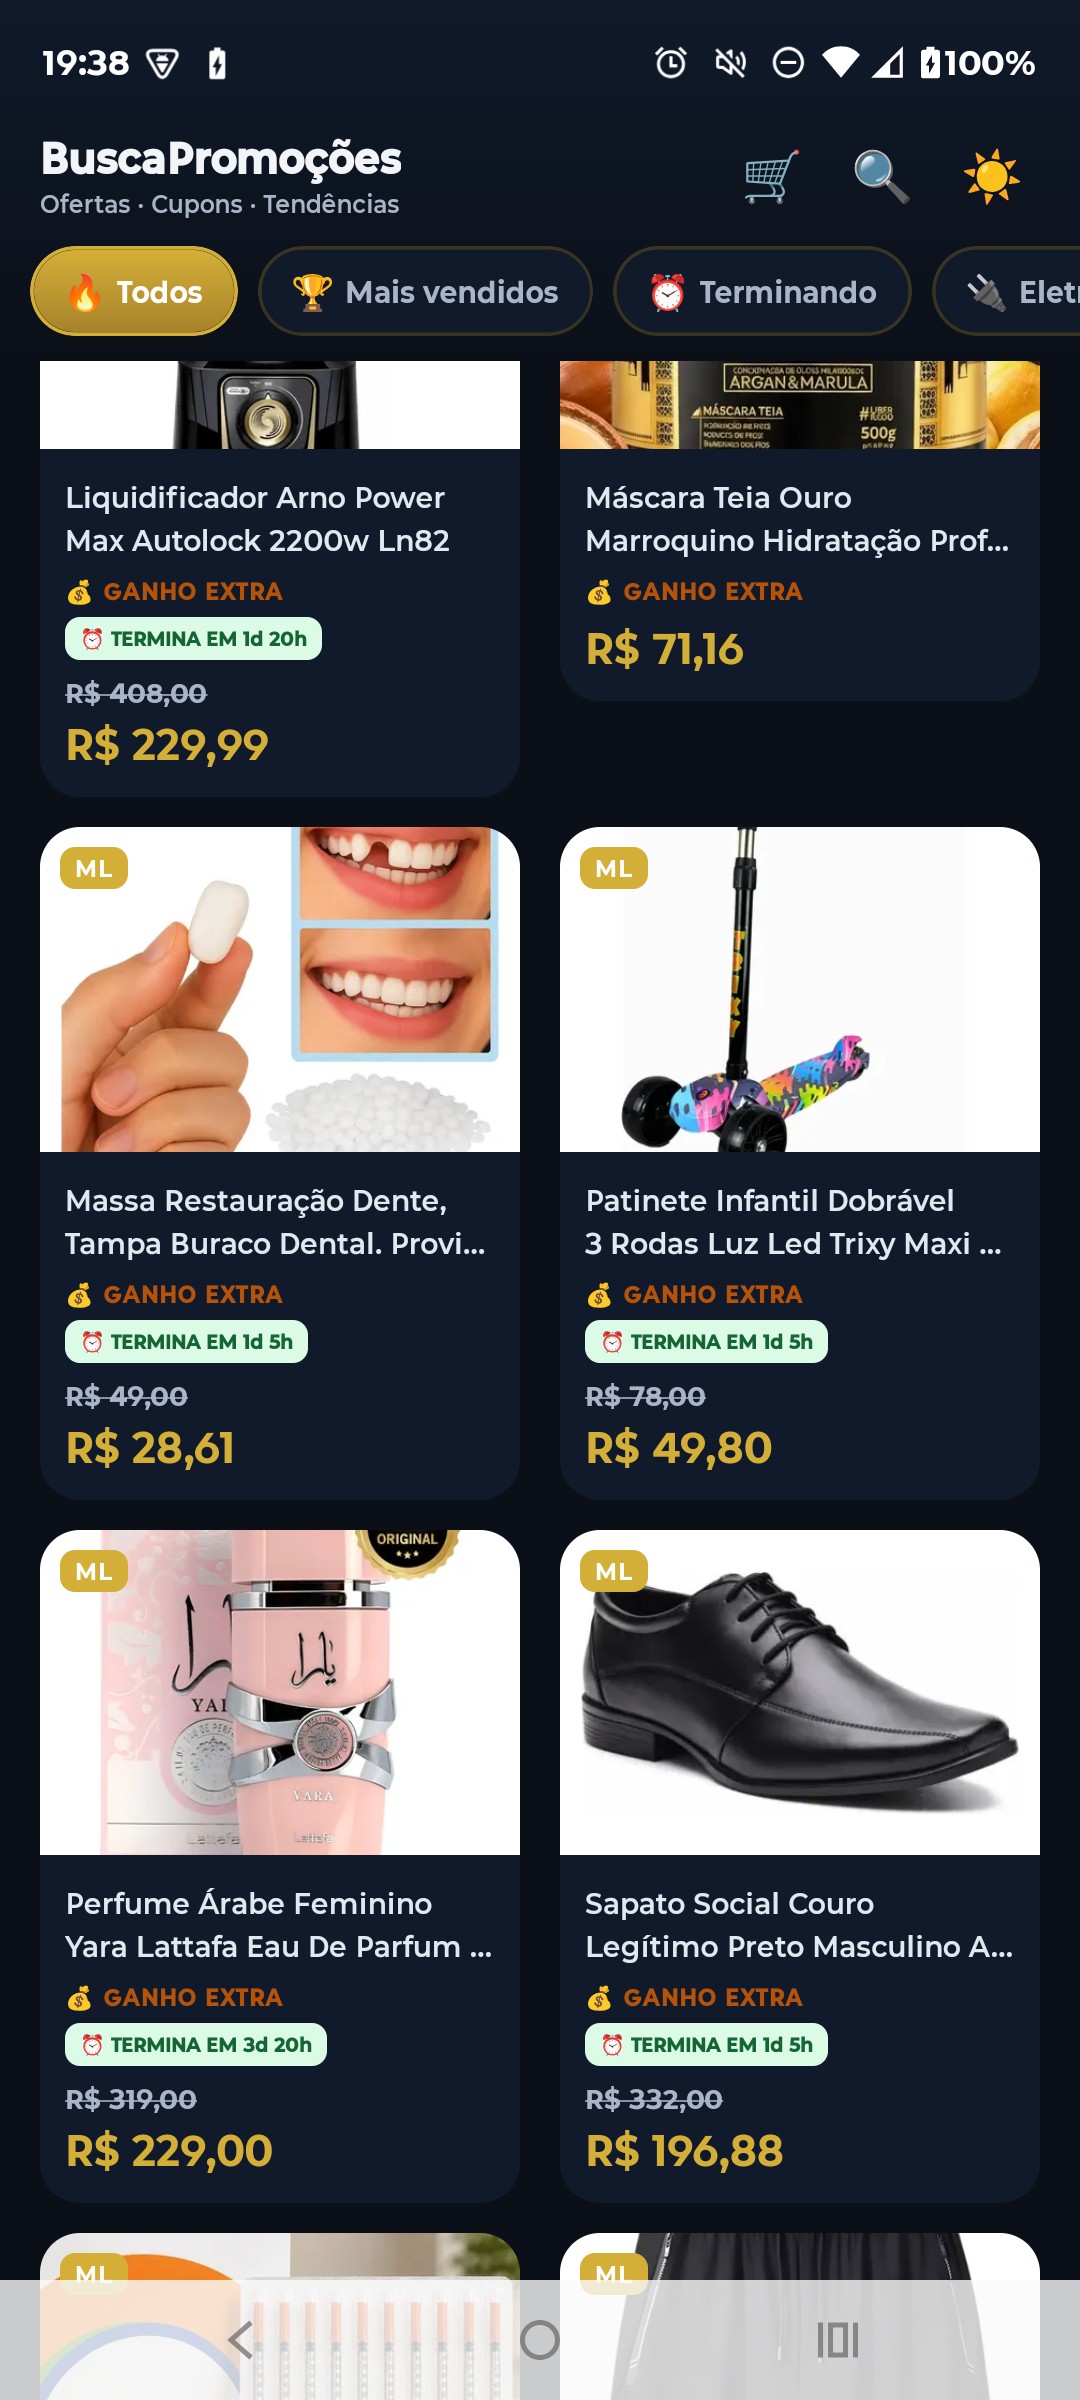 19:38
100%
BuscaPromoções
Ofertas · Cupons · Tendências
🔥 Todos
🏆 Mais vendidos
⏰ Terminando
🔌 Elet
ARGAN&MARULA
MÁSCARA TEIA
500g
Liquidificador Arno Power
Max Autolock 2200w Ln82
💰 GANHO EXTRA
⏰ TERMINA EM 1d 20h
R$ 408,00
R$ 229,99
Máscara Teia Ouro
Marroquino Hidratação Prof...
💰 GANHO EXTRA
R$ 71,16
ML
Massa Restauração Dente,
Tampa Buraco Dental. Provi...
💰 GANHO EXTRA
⏰ TERMINA EM 1d 5h
R$ 49,00
R$ 28,61
ML
TRIXY
Patinete Infantil Dobrável
3 Rodas Luz Led Trixy Maxi ...
💰 GANHO EXTRA
⏰ TERMINA EM 1d 5h
R$ 78,00
R$ 49,80
ML
ORIGINAL
يارا
YARA
Lattafa
Perfume Árabe Feminino
Yara Lattafa Eau De Parfum ...
💰 GANHO EXTRA
⏰ TERMINA EM 3d 20h
R$ 319,00
R$ 229,00
ML
Sapato Social Couro
Legítimo Preto Masculino A...
💰 GANHO EXTRA
⏰ TERMINA EM 1d 5h
R$ 332,00
R$ 196,88
ML
ML